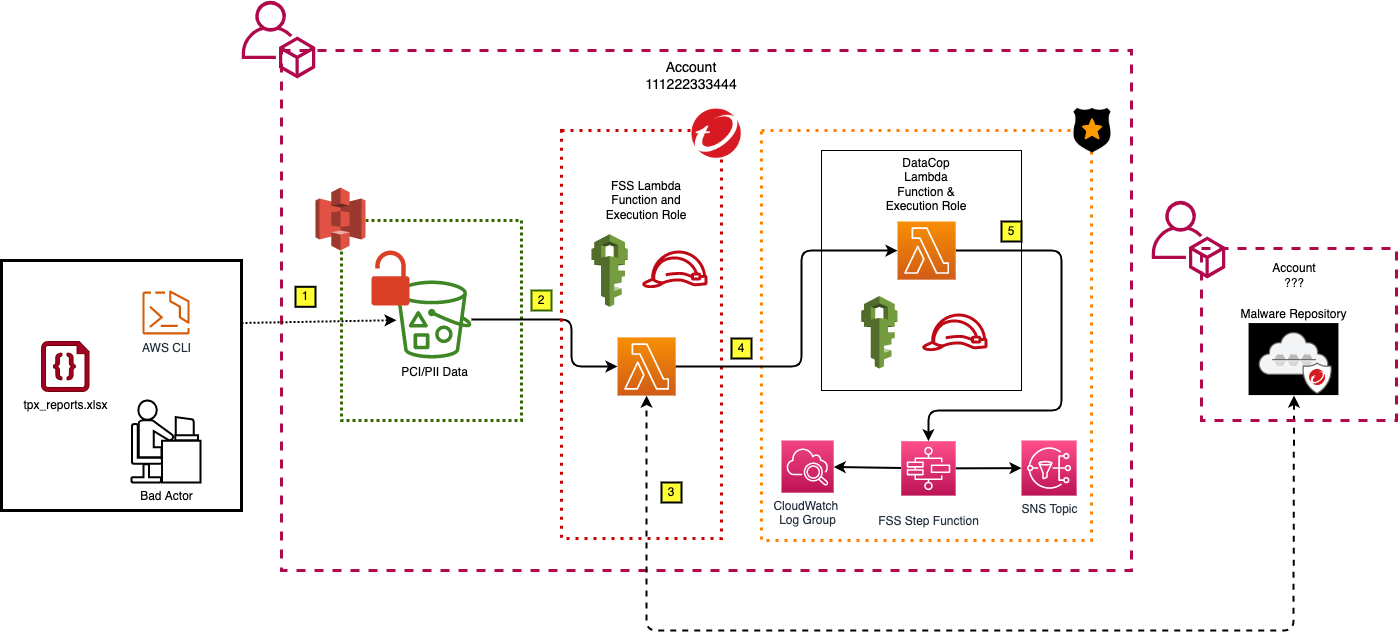 Account
111222333444
DataCop
Lambda
Function &
Execution Role
FSS Lambda
Function and
Execution Role
5
Account
???
1
2
Malware Repository
AWS CLI
4
PCI/PII Data
tpx_reports.xlsx
3
Bad Actor
CloudWatch
Log Group
FSS Step Function
SNS Topic